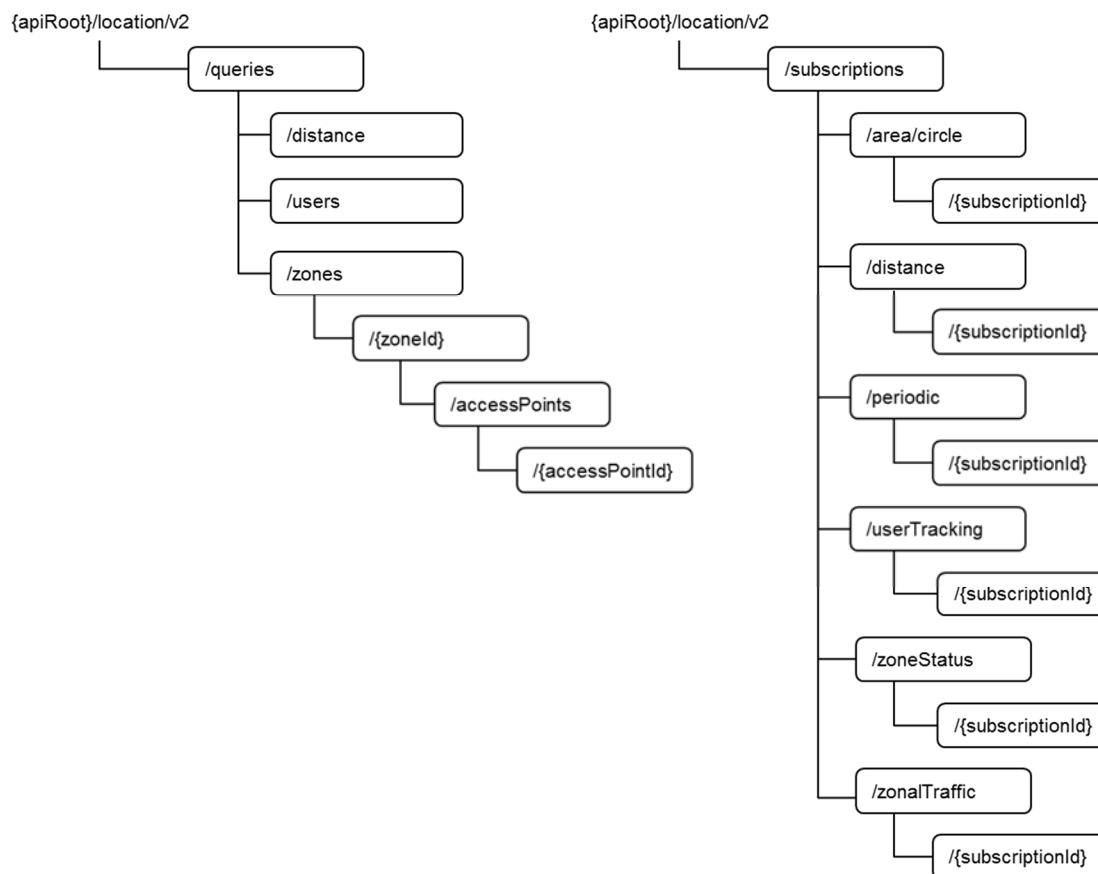 {apiRoot}/location/v2
/queries
/distance
/users
/zones
/{zoneId}
/accessPoints
/{accessPointId}
{apiRoot}/location/v2
/subscriptions
/area/circle
/{subscriptionId}
/distance
/{subscriptionId}
/periodic
/{subscriptionId}
/userTracking
/{subscriptionId}
/zoneStatus
/{subscriptionId}
/zonalTraffic
/{subscriptionId}